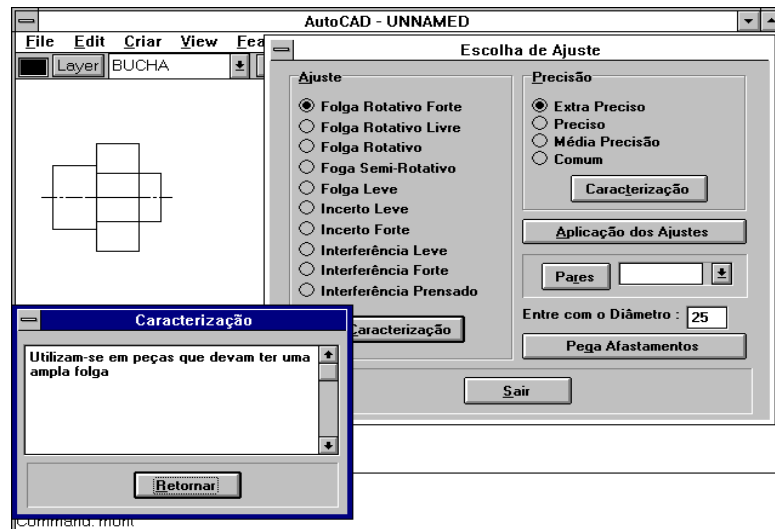 AutoCAD - UNNAMED
File Edit Criar View Fea
Layer BUCHA
Escolha de Ajuste
Ajuste
Folga Rotativo Forte
Folga Rotativo Livre
Folga Rotativo
Foga Semi-Rotativo
Folga Leve
Incerto Leve
Incerto Forte
Interferência Leve
Interferência Forte
Interferência Prensado
Caracterização
Precisão
Extra Preciso
Preciso
Média Precisão
Comum
Caracterização
Aplicação dos Ajustes
Pares
Entre com o Diâmetro : 25
Pega Afastamentos
Sair
Caracterização
Utilizam-se em peças que devam ter uma
ampla folga
Retornar
Command: mont